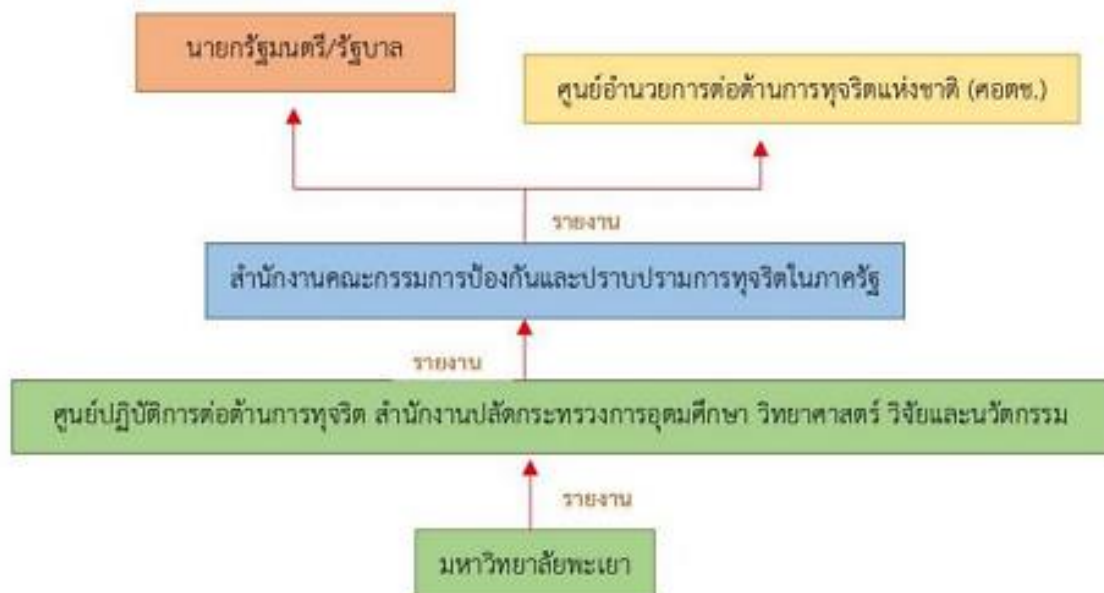 นายกรัฐมนตรี/รัฐบาล
ศูนย์อำนวยการต่อต้านการทุจริตแห่งชาติ (ศอตช.)
รายงาน
สำนักงานคณะกรรมการป้องกันและปราบปรามการทุจริตในภาครัฐ
รายงาน
ศูนย์ปฏิบัติการต่อต้านการทุจริต สำนักงานปลัดกระทรวงการอุดมศึกษา วิทยาศาสตร์ วิจัยและนวัตกรรม
รายงาน
มหาวิทยาลัยพะเยา